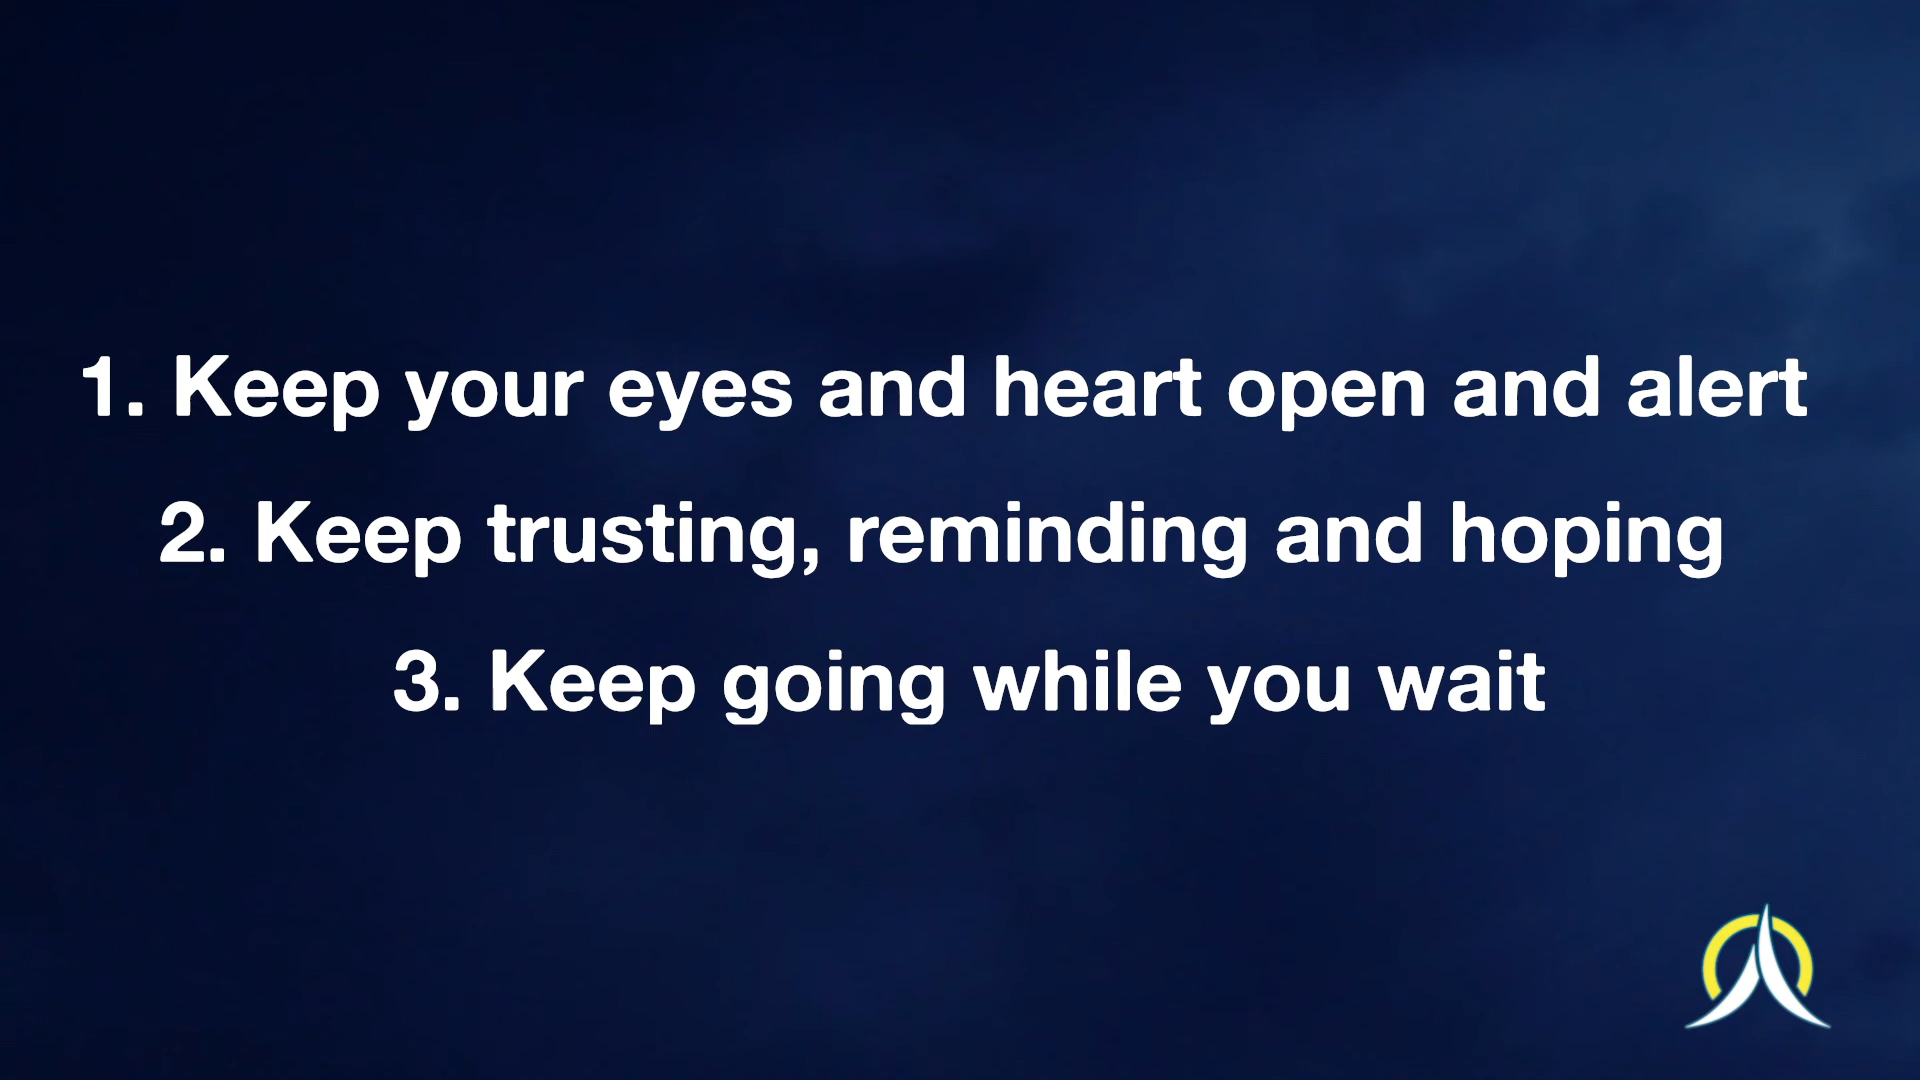 1. Keep your eyes and heart open and alert
2. Keep trusting, reminding and hoping
3. Keep going while you wait